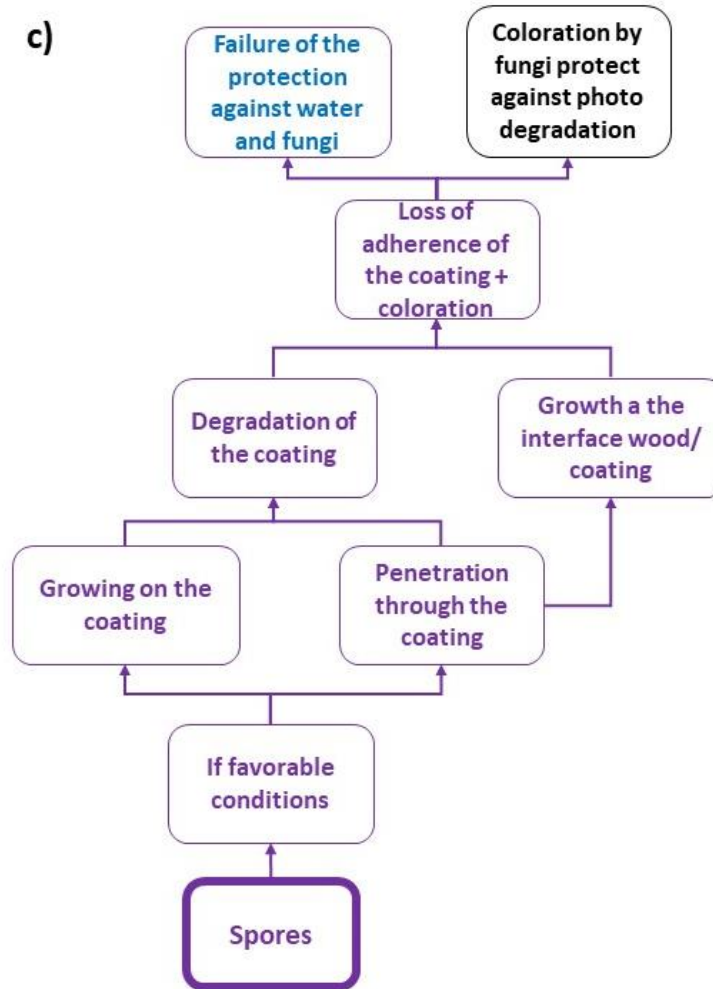 c)
Failure of the
protection
against water
and fungi
Coloration by
fungi protect
against photo
degradation
Loss of
adherence of
the coating +
coloration
Degradation of
the coating
Growth a the
interface wood/
coating
Growing on the
coating
Penetration
through the
coating
If favorable
conditions
Spores